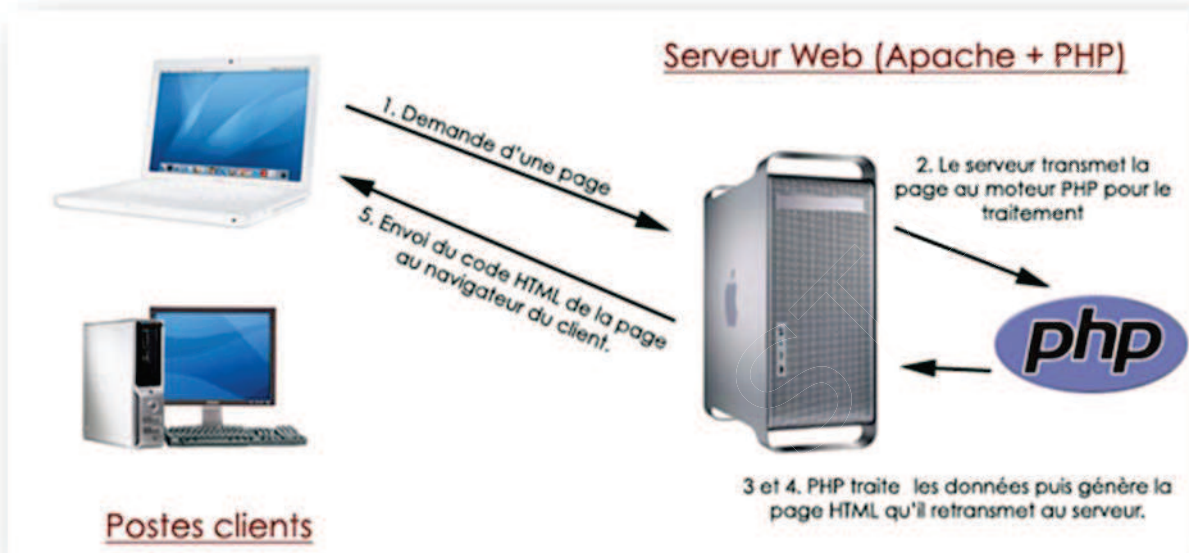 Serveur Web (Apache + PHP)
1. Demande d'une page
2. Le serveur transmet la
page au moteur PHP pour le
traitement
5. Envoi du code HTML de la page
au navigateur du client.
php
3 et 4. PHP traite les données puis génère la
page HTML qu'il retransmet au serveur.
Postes clients